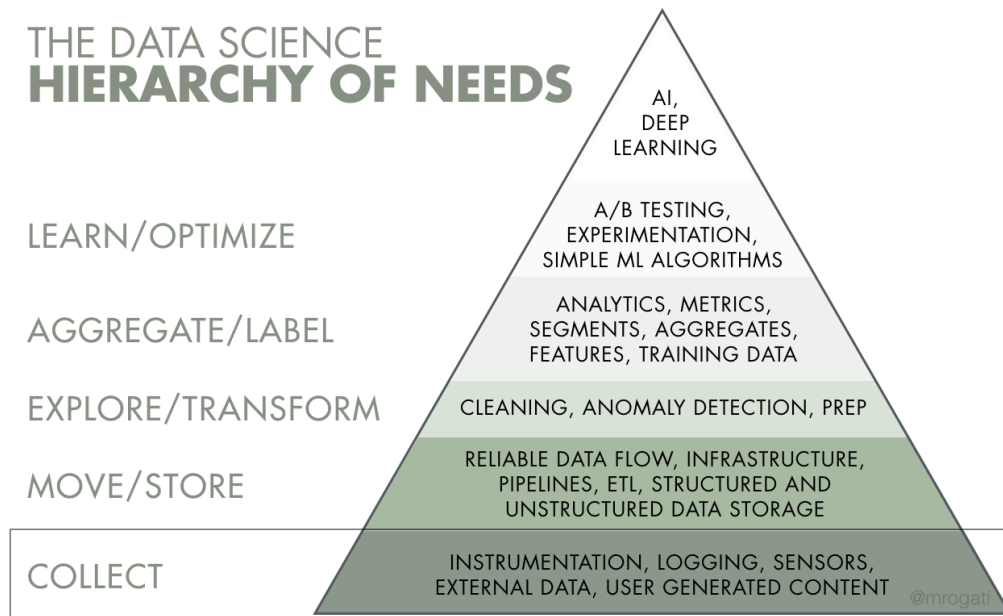 THE DATA SCIENCE
HIERARCHY OF NEEDS
AI,
DEEP
LEARNING
LEARN/OPTIMIZE
A/B TESTING,
EXPERIMENTATION,
SIMPLE ML ALGORITHMS
AGGREGATE/LABEL
ANALYTICS, METRICS,
SEGMENTS, AGGREGATES,
FEATURES, TRAINING DATA
EXPLORE/TRANSFORM
CLEANING, ANOMALY DETECTION, PREP
MOVE/STORE
RELIABLE DATA FLOW, INFRASTRUCTURE,
PIPELINES, ETL, STRUCTURED AND
UNSTRUCTURED DATA STORAGE
COLLECT
INSTRUMENTATION, LOGGING, SENSORS,
EXTERNAL DATA, USER GENERATED CONTENT
@mrogati